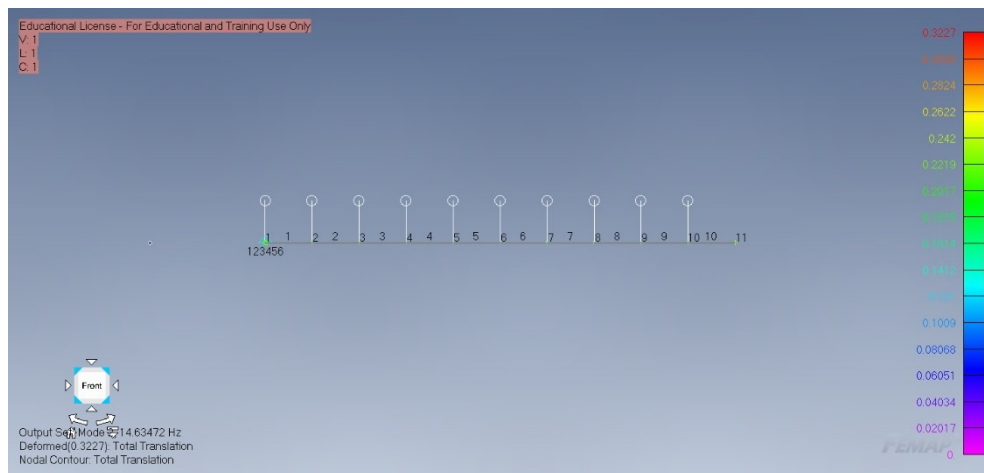 Educational License - For Educational and Training Use Only
V: 1
L: 1
C: 1
0.3227
0.2824
0.2622
0.242
0.2219
0.1412
0.1009
0.08068
0.06051
0.04034
0.02017
0.
1 1 2 2 3 3 4 4 5 5 6 6 7 7 8 8 9 9 10 10 11
123456
Front
Output Set: Mode 14.63472 Hz
Deformed(0.3227): Total Translation
Nodal Contour: Total Translation
FEMAP